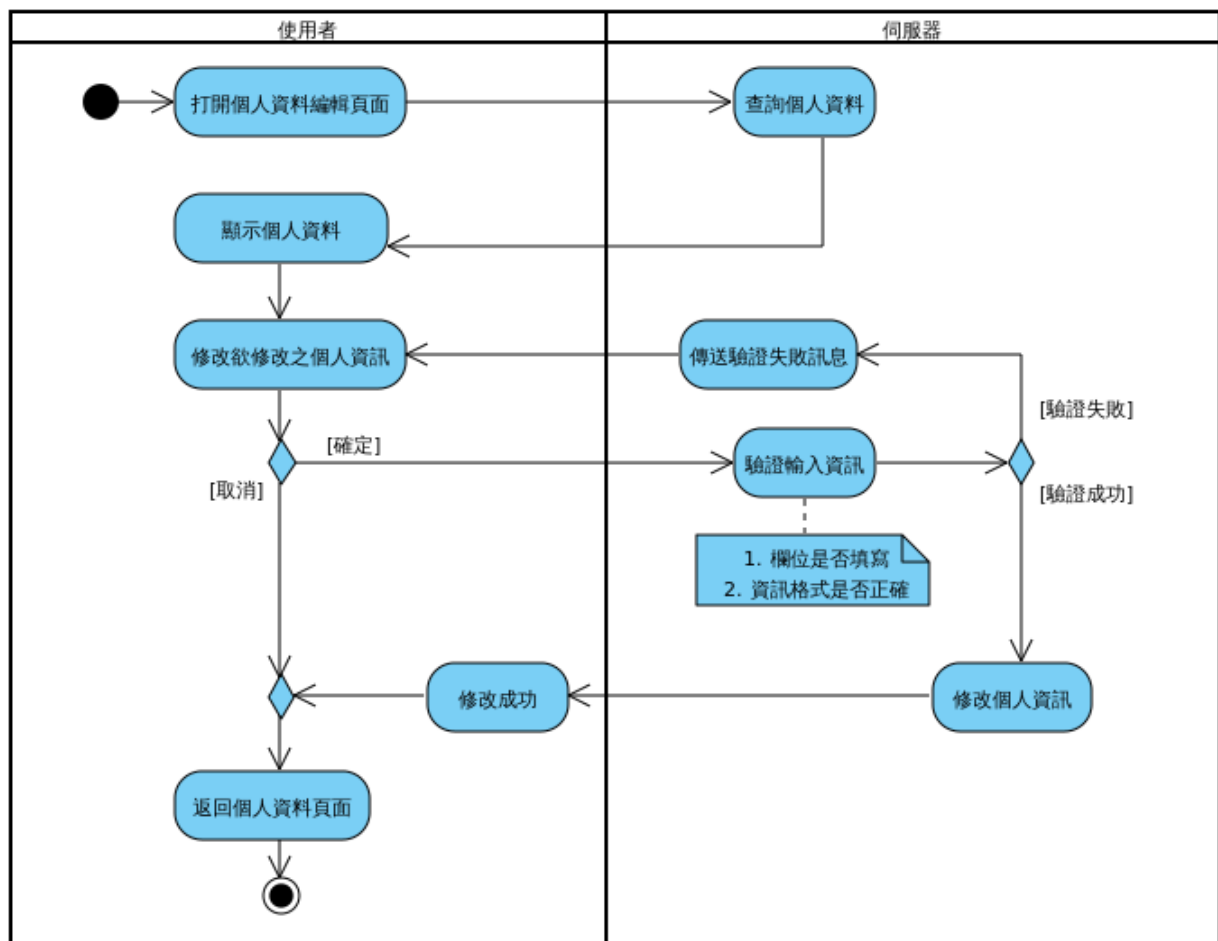 使用者
伺服器
打開個人資料編輯頁面
查詢個人資料
顯示個人資料
修改欲修改之個人資訊
傳送驗證失敗訊息
[驗證失敗]
[確定]
驗證輸入資訊
[取消]
[驗證成功]
1. 欄位是否填寫
2. 資訊格式是否正確
修改成功
修改個人資訊
返回個人資料頁面